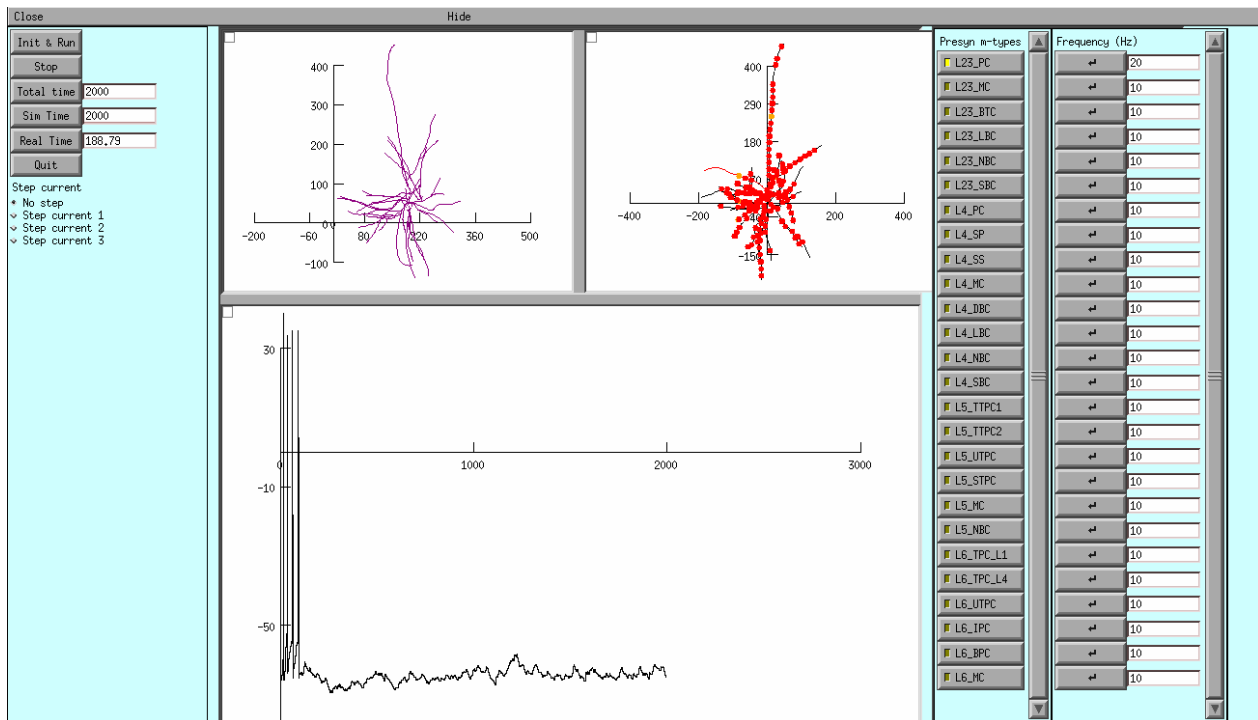 Close Hide
Init & Run
Stop
Total time 2000
Sim Time 2000
Real Time 188.79
Quit
Step current
No step
Step current 1
Step current 2
Step current 3
400
300
200
100
0
-100
-200 -60 80 220 360 500
400
290
180
70
-40
-150
-400 -200 0 200 400
30
-10
-50
0 1000 2000 3000
Presyn m-types Frequency (Hz)
L23_PC 20
L23_MC 10
L23_BTC 10
L23_LBC 10
L23_NBC 10
L23_SBC 10
L4_PC 10
L4_SP 10
L4_SS 10
L4_MC 10
L4_DBC 10
L4_LBC 10
L4_NBC 10
L4_SBC 10
L5_TTPC1 10
L5_TTPC2 10
L5_UTPC 10
L5_STPC 10
L5_MC 10
L5_NBC 10
L6_TPC_L1 10
L6_TPC_L4 10
L6_UTPC 10
L6_IPC 10
L6_BPC 10
L6_MC 10